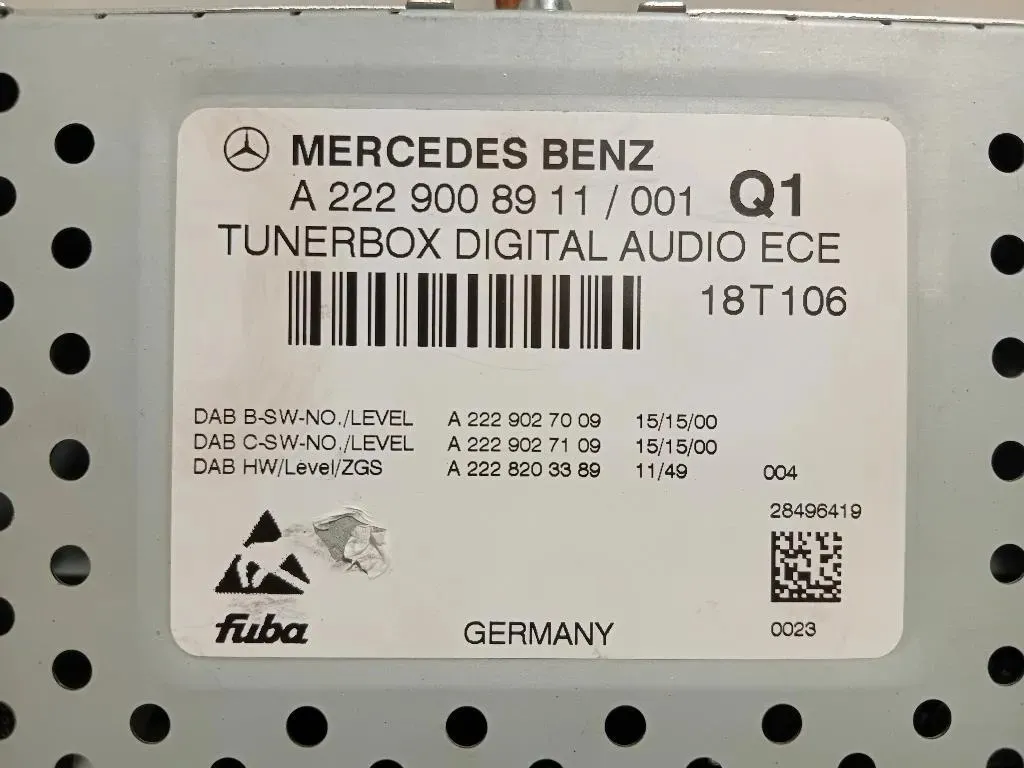 MERCEDES BENZ
A 222 900 89 11 / 001 Q1
TUNERBOX DIGITAL AUDIO ECE
18T106
DAB B-SW-NO./LEVEL A 222 902 70 09 15/15/00
DAB C-SW-NO./LEVEL A 222 902 71 09 15/15/00
DAB HW/Level/ZGS A 222 820 33 89 11/49 004
28496419
fuba GERMANY 0023